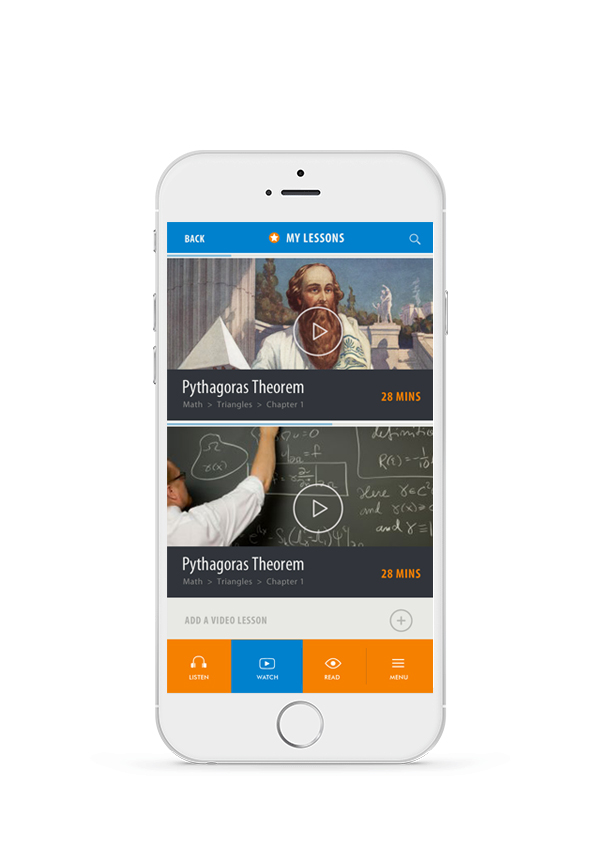 BACK
MY LESSONS
Pythagoras Theorem
Math > Triangles > Chapter 1
28 MINS
Pythagoras Theorem
Math > Triangles > Chapter 1
28 MINS
ADD A VIDEO LESSON
LISTEN
WATCH
READ
MENU